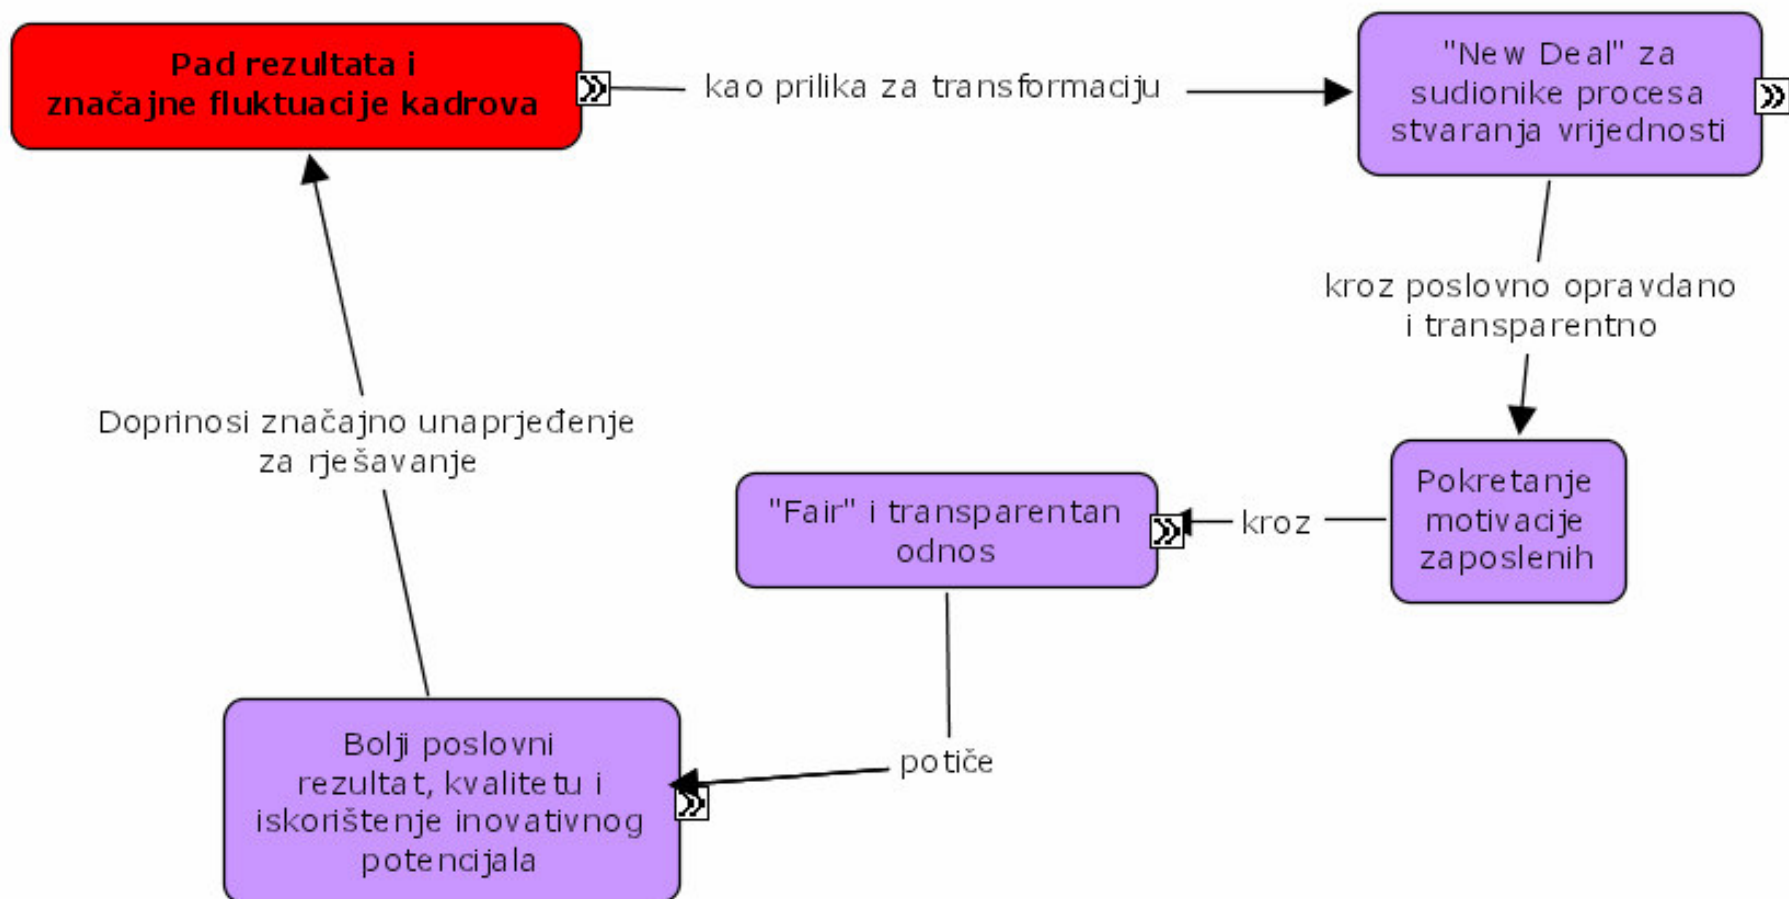 Pad rezultata i
značajne fluktuacije kadrova
kao prilika za transformaciju
"New Deal" za
sudionike procesa
stvaranja vrijednosti
kroz poslovno opravdano
i transparentno
Pokretanje
motivacije
zaposlenih
kroz
"Fair" i transparentan
odnos
potiče
Bolji poslovni
rezultat, kvalitetu i
iskorištenje inovativnog
potencijala
Doprinosi značajno unaprjeđenje
za rješavanje